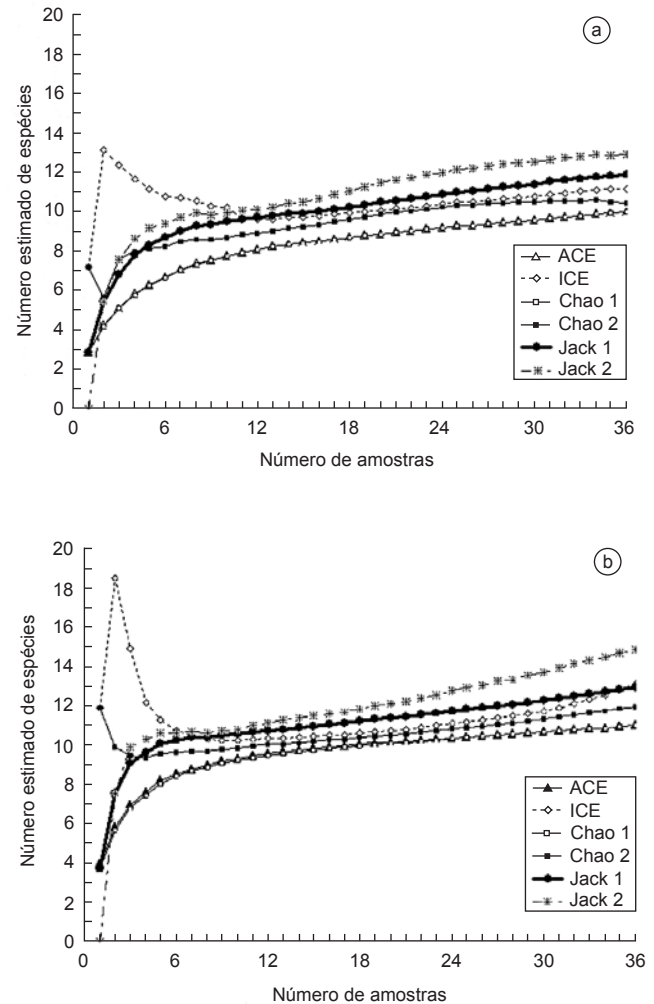 20
18
16
14
12
10
8
6
4
2
0
Número estimado de espécies
a
ACE
ICE
Chao 1
Chao 2
Jack 1
Jack 2
0 6 12 18 24 30 36
Número de amostras
20
18
16
14
12
10
8
6
4
2
0
Número estimado de espécies
b
ACE
ICE
Chao 1
Chao 2
Jack 1
Jack 2
0 6 12 18 24 30 36
Número de amostras